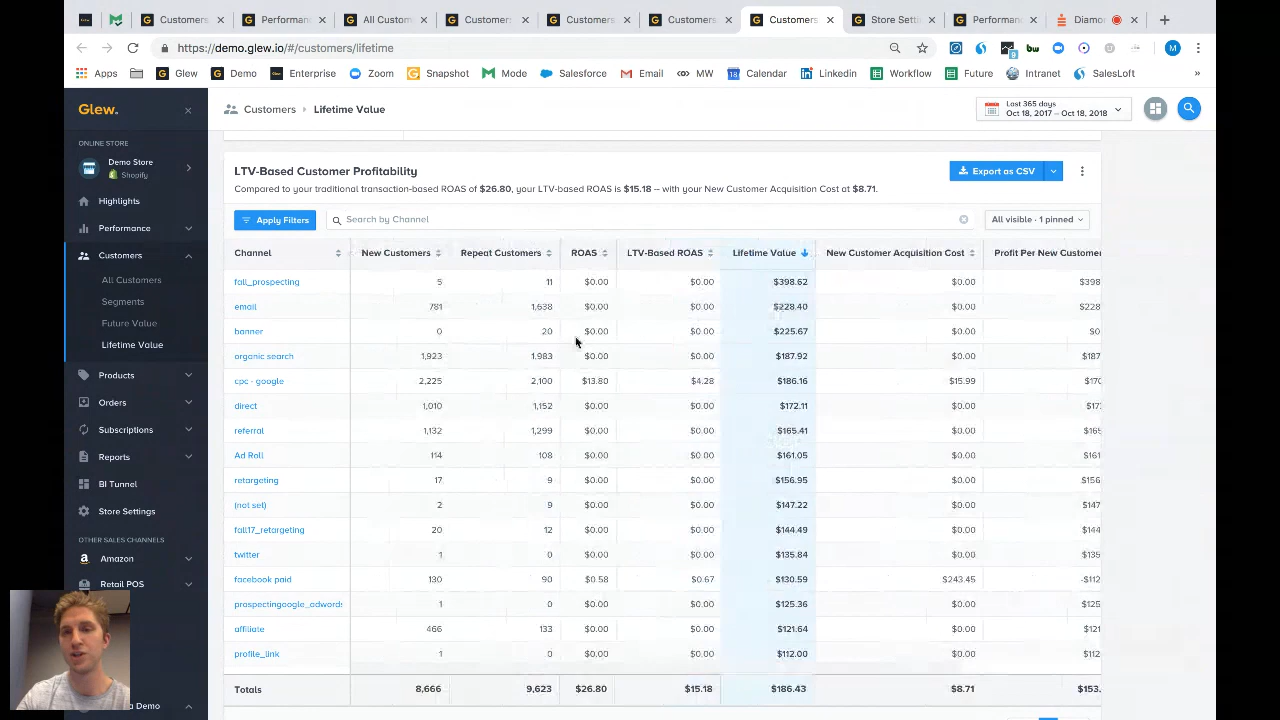 Customers
Performance
All Custom
Customers
Customers
Customers
Customers
Store Setti
Performance
Diamor
https://demo.glew.io/#/customers/lifetime
9
bw
M
Apps
Glew
Demo
Enterprise
Zoom
Snapshot
Mode
Salesforce
Email
MW
Calendar
LinkedIn
Workflow
Future
Intranet
SalesLoft
»
Glew.
Customers
Lifetime Value
Last 365 days
Oct 18, 2017 — Oct 18, 2018
ONLINE STORE
Demo Store
Shopify
Highlights
Performance
Customers
All Customers
Segments
Future Value
Lifetime Value
Products
Orders
Subscriptions
Reports
BI Tunnel
Store Settings
OTHER SALES CHANNELS
Amazon
Retail POS
a Demo
LTV-Based Customer Profitability
Export as CSV
Compared to your traditional transaction-based ROAS of $26.80, your LTV-based ROAS is $15.18 -- with your New Customer Acquisition Cost at $8.71.
Apply Filters
Search by Channel
All visible · 1 pinned
Channel New Customers Repeat Customers ROAS LTV-Based ROAS Lifetime Value New Customer Acquisition Cost Profit Per New Customer
fall_prospecting 5 11 $0.00 $0.00 $398.62 $0.00 $398
email 781 1,638 $0.00 $0.00 $228.40 $0.00 $228
banner 0 20 $0.00 $0.00 $225.67 $0.00 $0
organic search 1,923 1,983 $0.00 $0.00 $187.92 $0.00 $187
cpc - google 2,225 2,100 $13.80 $4.28 $186.16 $15.99 $170
direct 1,010 1,152 $0.00 $0.00 $172.11 $0.00 $172
referral 1,132 1,299 $0.00 $0.00 $165.41 $0.00 $165
Ad Roll 114 108 $0.00 $0.00 $161.05 $0.00 $161
retargeting 17 9 $0.00 $0.00 $156.95 $0.00 $156
(not set) 2 9 $0.00 $0.00 $147.22 $0.00 $147
fall17_retargeting 20 12 $0.00 $0.00 $144.49 $0.00 $144
twitter 1 0 $0.00 $0.00 $135.84 $0.00 $135
facebook paid 130 90 $0.58 $0.67 $130.59 $243.45 -$112
prospectingoogle_adwords 1 0 $0.00 $0.00 $125.36 $0.00 $125
affiliate 466 133 $0.00 $0.00 $121.64 $0.00 $121
profile_link 1 0 $0.00 $0.00 $112.00 $0.00 $112
Totals 8,666 9,623 $26.80 $15.18 $186.43 $8.71 $153.